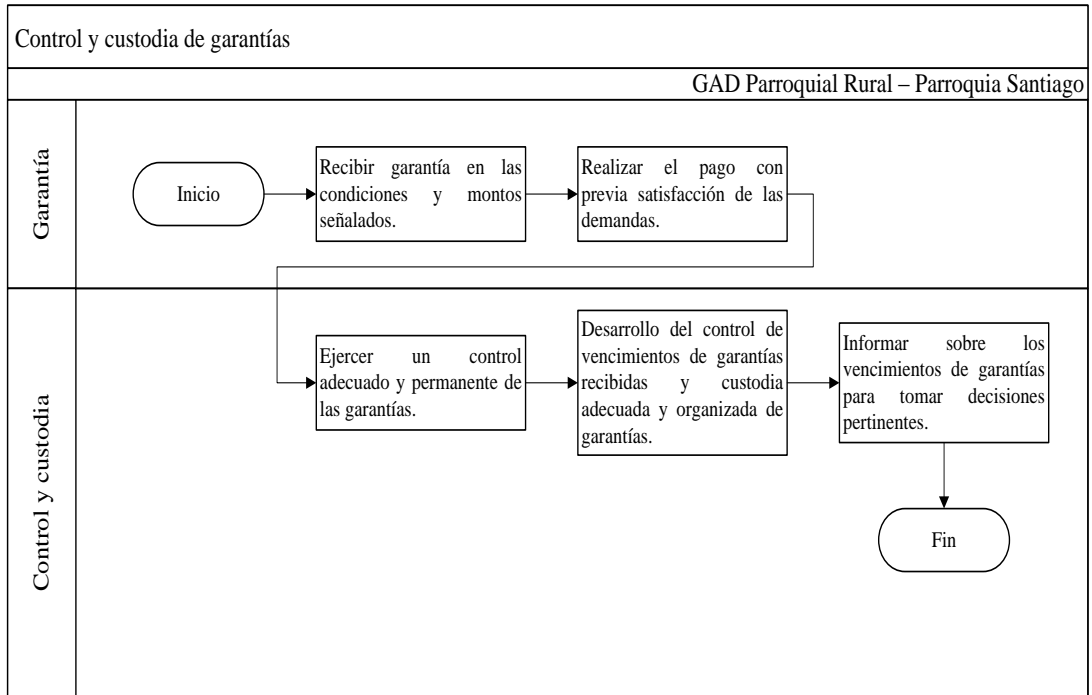 Control y custodia de garantías
GAD Parroquial Rural – Parroquia Santiago
Garantía
Inicio
Recibir garantía en las
condiciones y montos
señalados.
Realizar el pago con
previa satisfacción de las
demandas.
Control y custodia
Ejercer un control
adecuado y permanente de
las garantías.
Desarrollo del control de
vencimientos de garantías
recibidas y custodia
adecuada y organizada de
garantías.
Informar sobre los
vencimientos de garantías
para tomar decisiones
pertinentes.
Fin